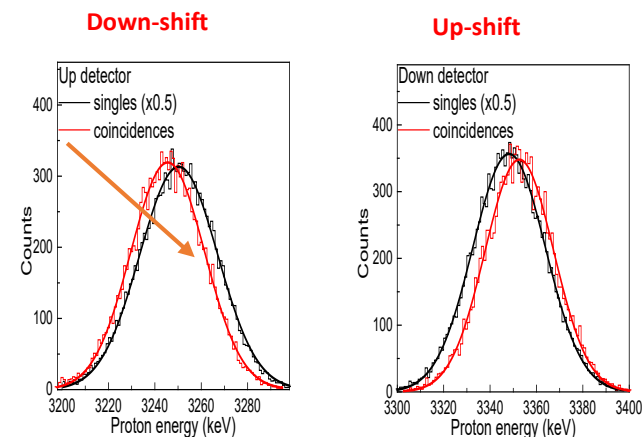 Down-shift
Up-shift
Up detector
singles (x0.5)
coincidences
400
300
200
100
0
Counts
3200 3220 3240 3260 3280
Proton energy (keV)
Down detector
singles (x0.5)
coincidences
400
300
200
100
0
Counts
3300 3320 3340 3360 3380 3400
Proton energy (keV)